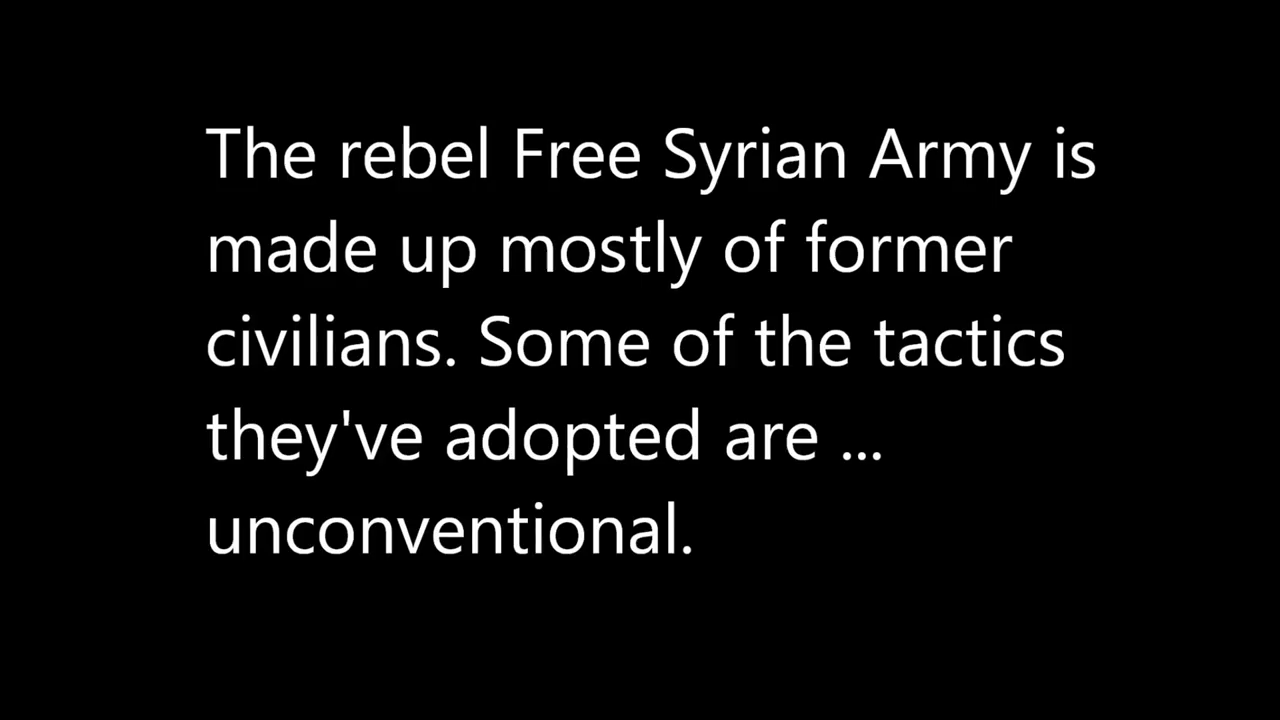 The rebel Free Syrian Army is
made up mostly of former
civilians. Some of the tactics
they've adopted are ...
unconventional.